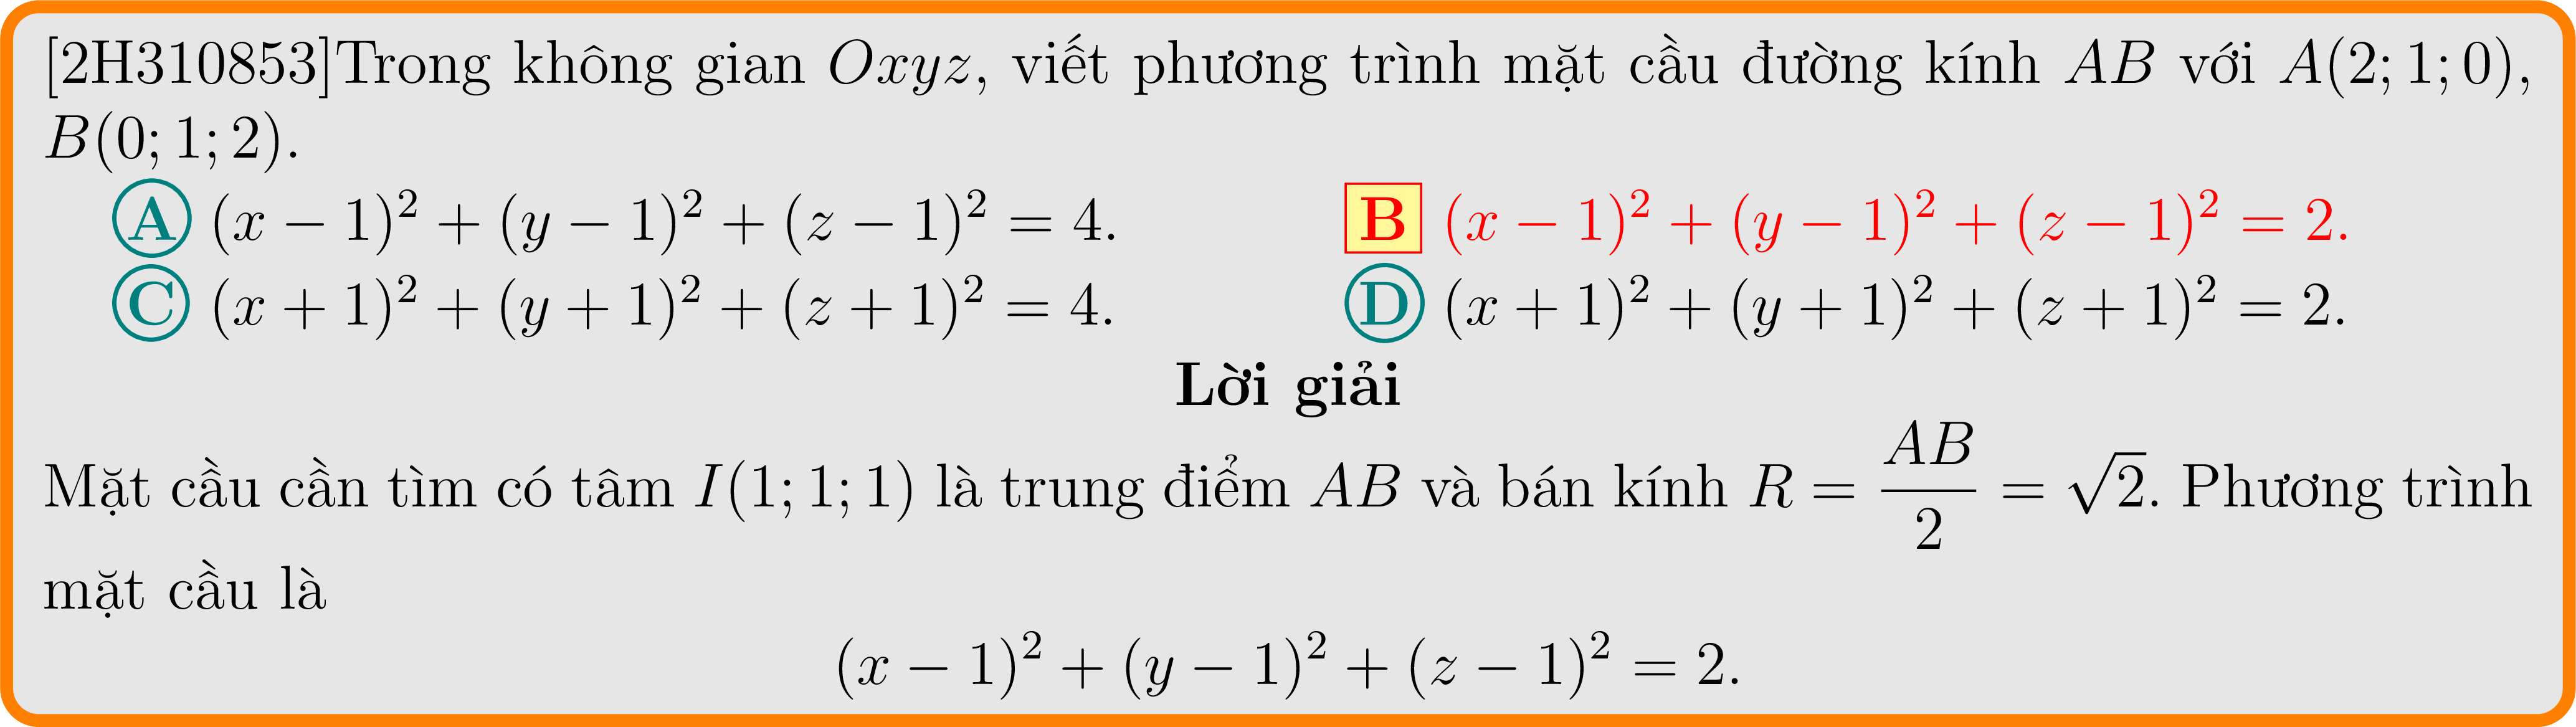 [2H310853]Trong không gian Oxyz, viết phương trình mặt cầu đường kính AB với A(2; 1; 0),
B(0; 1; 2).
A (x − 1)² + (y − 1)² + (z − 1)² = 4. B (x − 1)² + (y − 1)² + (z − 1)² = 2.
C (x + 1)² + (y + 1)² + (z + 1)² = 4. D (x + 1)² + (y + 1)² + (z + 1)² = 2.
Lời giải
Mặt cầu cần tìm có tâm I(1; 1; 1) là trung điểm AB và bán kính R = AB/2 = √2. Phương trình
mặt cầu là
(x − 1)² + (y − 1)² + (z − 1)² = 2.